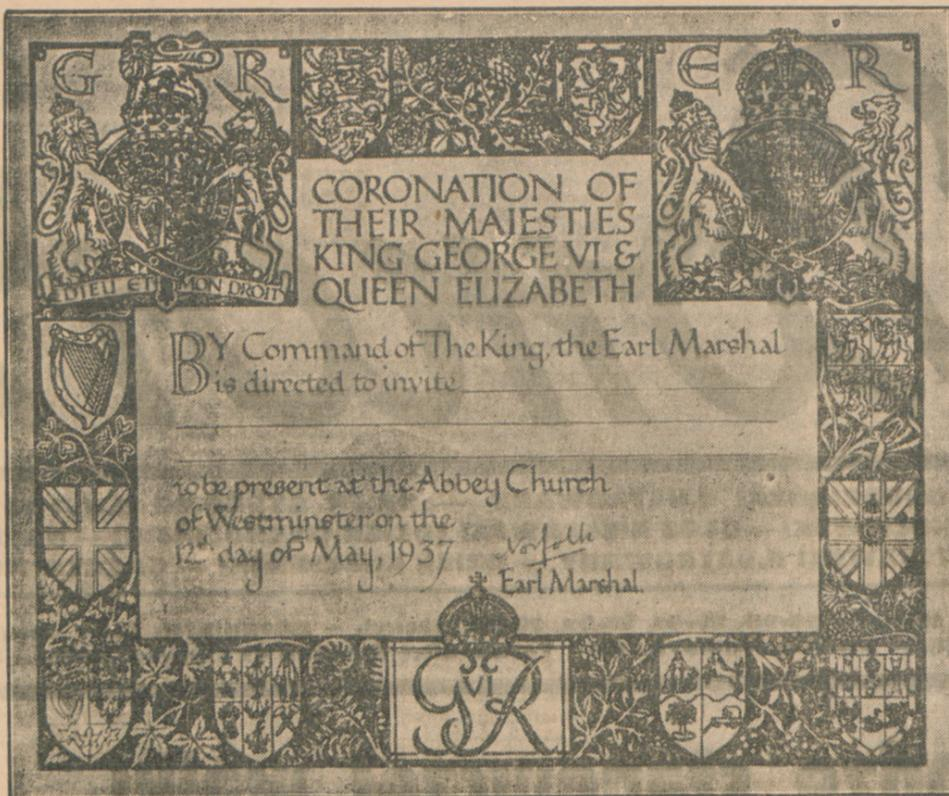 G R
E R
DIEU ET MON DROIT
CORONATION OF
THEIR MAJESTIES
KING GEORGE VI &
QUEEN ELIZABETH
BY Command of The King, the Earl Marshal
is directed to invite
to be present at the Abbey Church
of Westminster on the
12th day of May, 1937
Norfolk
Earl Marshal.
G VI R